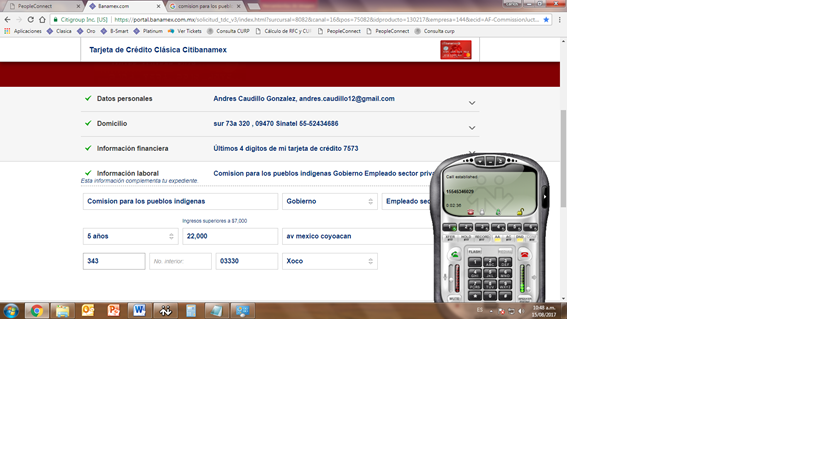 PeopleConnect
Banamex.com
comision para los puebl
Citigroup Inc. [US]
https://portal.banamex.com.mx/solicitud_tdc_v3/index.html?sursursal=8082&canal=16&pos=75082&idproducto=130217&empresa=144&ecid=AF-Commission/uct...
Aplicaciones Clasica Oro B-Smart Platinum Ver Tickets Consulta CURP Cálculo de RFC y CU PeopleConnect PeopleConnect Consulta curp
Tarjeta de Crédito Clásica Citibanamex
Datos personales Andres Caudillo Gonzalez, andres.caudillo12@gmail.com
Domicilio sur 73a 320 , 09470 Sinatel 55-52434686
Información financiera Últimos 4 dígitos de mi tarjeta de crédito 7573
Información laboral Comision para los pueblos indigenas Gobierno Empleado sector priva
Esta información complementa tu expediente.
Comision para los pueblos indigenas Gobierno Empleado sec
Ingresos superiores a $7,000
5 años 22,000 av mexico coyoacan
343 No. interior: 03330 Xoco
Call established
0:02:35
FLASH
MUTE
ES 10:48 a.m.
15/08/2017